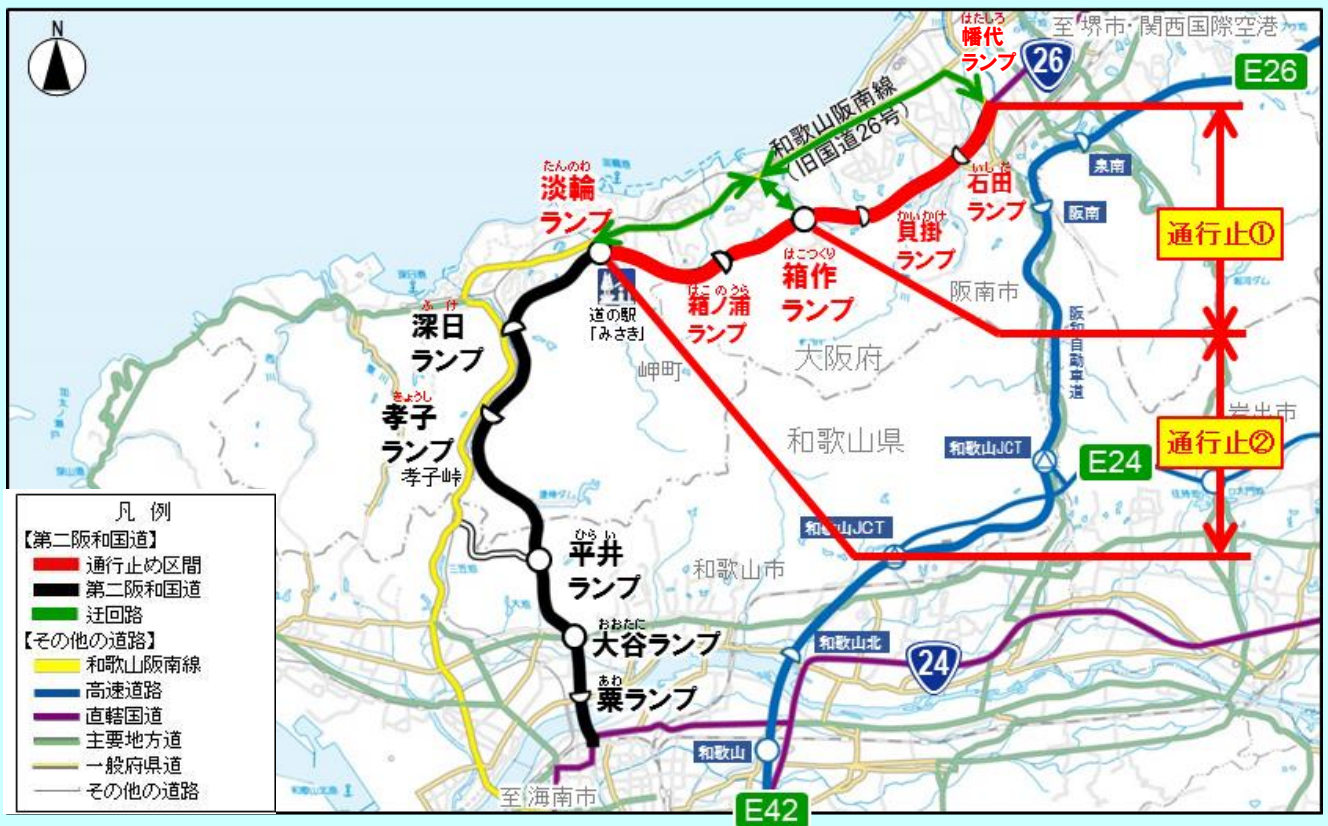 N
はたしろ
幡代
ランプ
至 堺市・関西国際空港
26
E26
和歌山阪南線
(旧国道26号)
たんのわ
淡輪
ランプ
いしだ
石田
ランプ
泉南
阪南
かいかけ
貝掛
ランプ
はこつくり
箱作
ランプ
はこのうら
箱ノ浦
ランプ
通行止①
阪南市
道の駅
「みさき」
ふけ
深日
ランプ
岬町
大阪府
阪和自動車道
きょうし
孝子
ランプ
孝子峠
和歌山県
岩出市
通行止②
和歌山JCT
E24
和歌山JCT
ひらい
平井
ランプ
和歌山市
おおたに
大谷ランプ
和歌山北
24
あわ
粟ランプ
和歌山
至 海南市
E42
凡 例
【第二阪和国道】
通行止め区間
第二阪和国道
迂回路
【その他の道路】
和歌山阪南線
高速道路
直轄国道
主要地方道
一般府県道
その他の道路